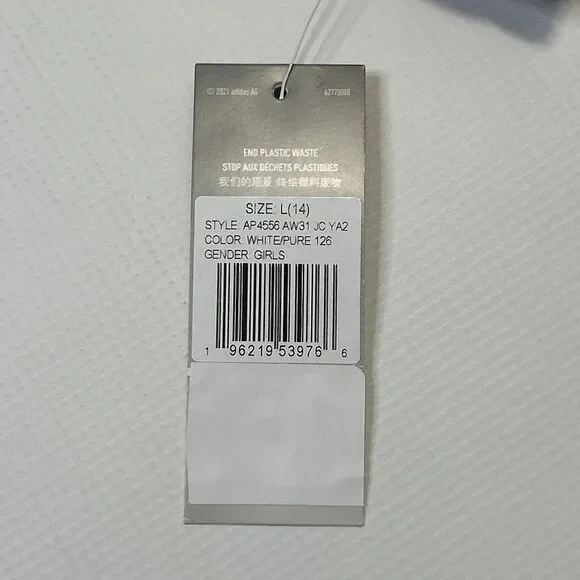 © 2021 adidas AG 62770000
END PLASTIC WASTE
STOP AUX DÉCHETS PLASTIQUES
我们的愿景 终结塑料废物
SIZE: L(14)
STYLE: AP4556 AW31 JC YA2
COLOR: WHITE/PURE 126
GENDER: GIRLS
1 96219 53976 6